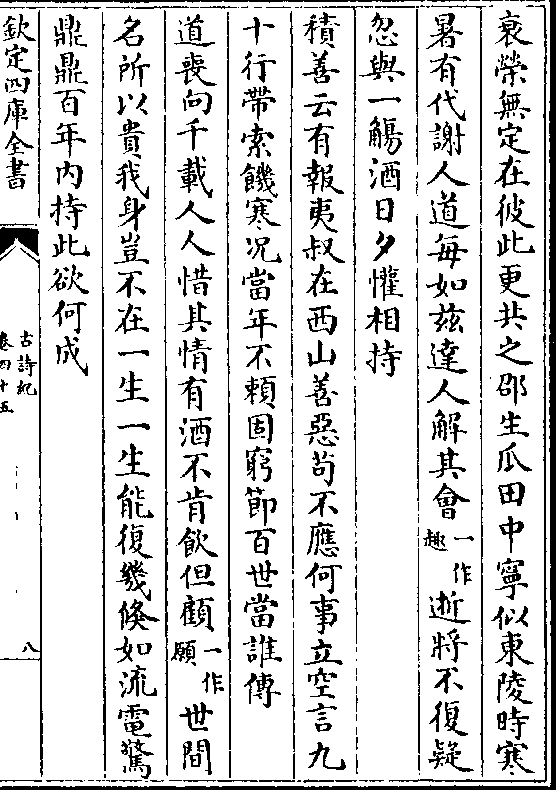 衰榮無定在彼此更共之邵生瓜田中寧似東陵時寒
暑有代謝人道每如玆達人解其會一作趣逝將不復疑
忽與一觴酒日夕懽相持
積善云有報夷叔在西山善惡苟不應何事立空言九
十行帶索饑寒况當年不賴固窮節百世當誰傳
道喪向千載人人惜其情有酒不肯飲但顧一作願世間
名所以貴我身豈不在一生一生能復幾倐如流電驚
鼎鼎百年内持此欲何成
欽定四庫全書
古詩紀
卷四十五
八